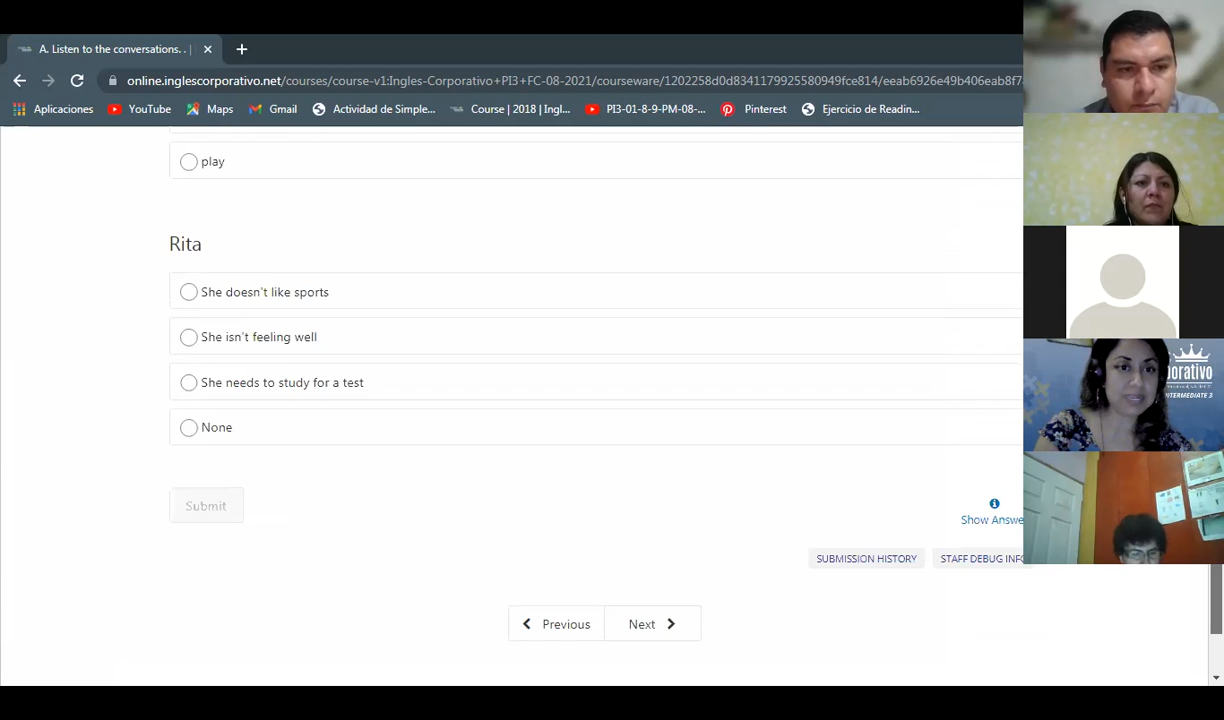 A. Listen to the conversations. . |
online.inglescorporativo.net/courses/course-v1:Ingles-Corporativo+PI3+FC-08-2021/courseware/1202258d0d8341179925580949fce814/eeab6926e49b406eab8f7
Aplicaciones YouTube Maps Gmail Actividad de Simple... Course | 2018 | Ingl... PI3-01-8-9-PM-08-... Pinterest Ejercicio de Readin...
play
Rita
She doesn't like sports
She isn't feeling well
She needs to study for a test
None
orativo
INTERMEDIATE 3
Submit
Show Answe
SUBMISSION HISTORY STAFF DEBUG INFO
Previous Next